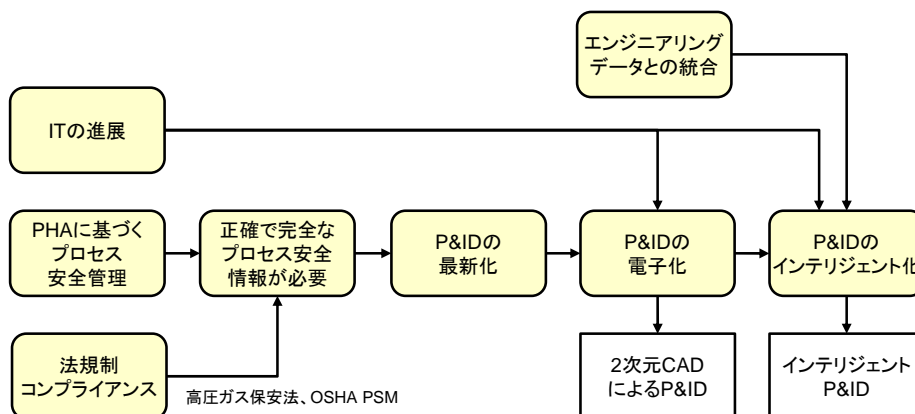 エンジニアリング
データとの統合
ITの進展
PHAに基づく
プロセス
安全管理
正確で完全な
プロセス安全
情報が必要
P&IDの
最新化
P&IDの
電子化
P&IDの
インテリジェント化
法規制
コンプライアンス
高圧ガス保安法、OSHA PSM
2次元CAD
によるP&ID
インテリジェント
P&ID